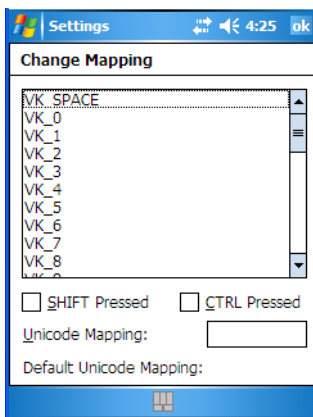 Settings 4:25 ok
Change Mapping
VK_SPACE
VK_0
VK_1
VK_2
VK_3
VK_4
VK_5
VK_6
VK_7
VK_8
SHIFT Pressed CTRL Pressed
Unicode Mapping:
Default Unicode Mapping: